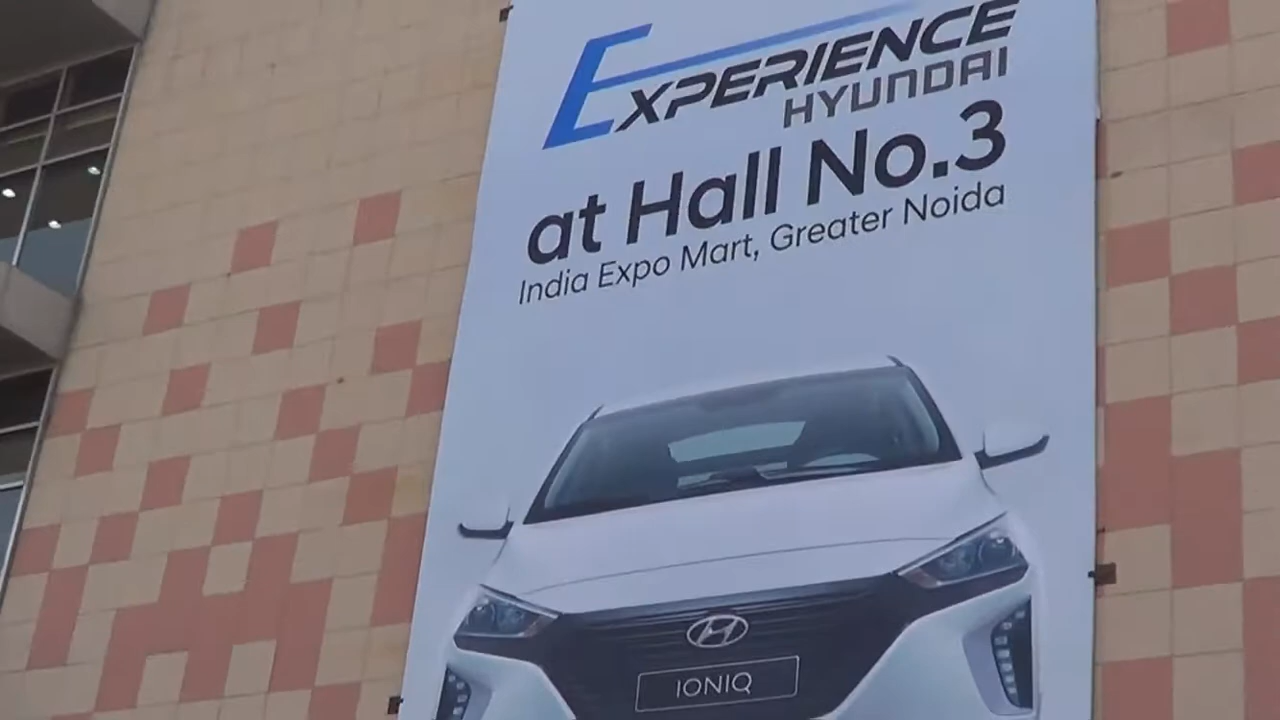 EXPERIENCE
HYUNDAI
at Hall No.3
India Expo Mart, Greater Noida
IONIQ